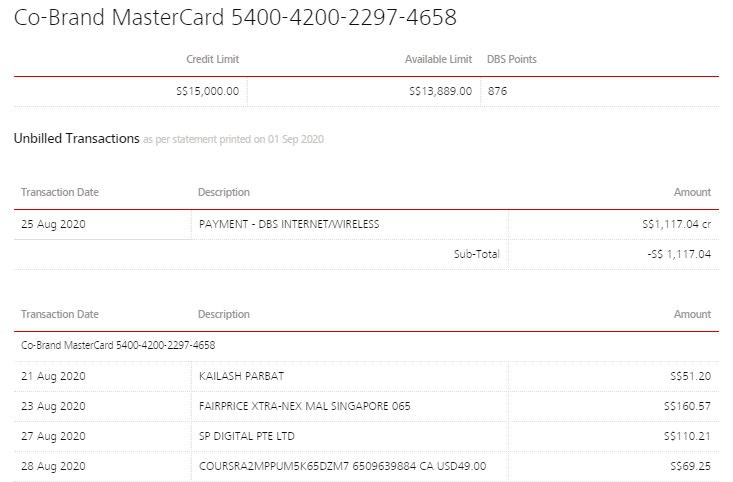 Co-Brand MasterCard 5400-4200-2297-4658
Credit Limit Available Limit DBS Points
S$15,000.00 S$13,889.00 876
Unbilled Transactions as per statement printed on 01 Sep 2020
Transaction Date Description Amount
25 Aug 2020 PAYMENT - DBS INTERNET/WIRELESS S$1,117.04 cr
Sub-Total -S$ 1,117.04
Transaction Date Description Amount
Co-Brand MasterCard 5400-4200-2297-4658
21 Aug 2020 KAILASH PARBAT S$51.20
23 Aug 2020 FAIRPRICE XTRA-NEX MAL SINGAPORE 065 S$160.57
27 Aug 2020 SP DIGITAL PTE LTD S$110.21
28 Aug 2020 COURSRA2MPPUM5K65DZM7 6509639884 CA USD49.00 S$69.25